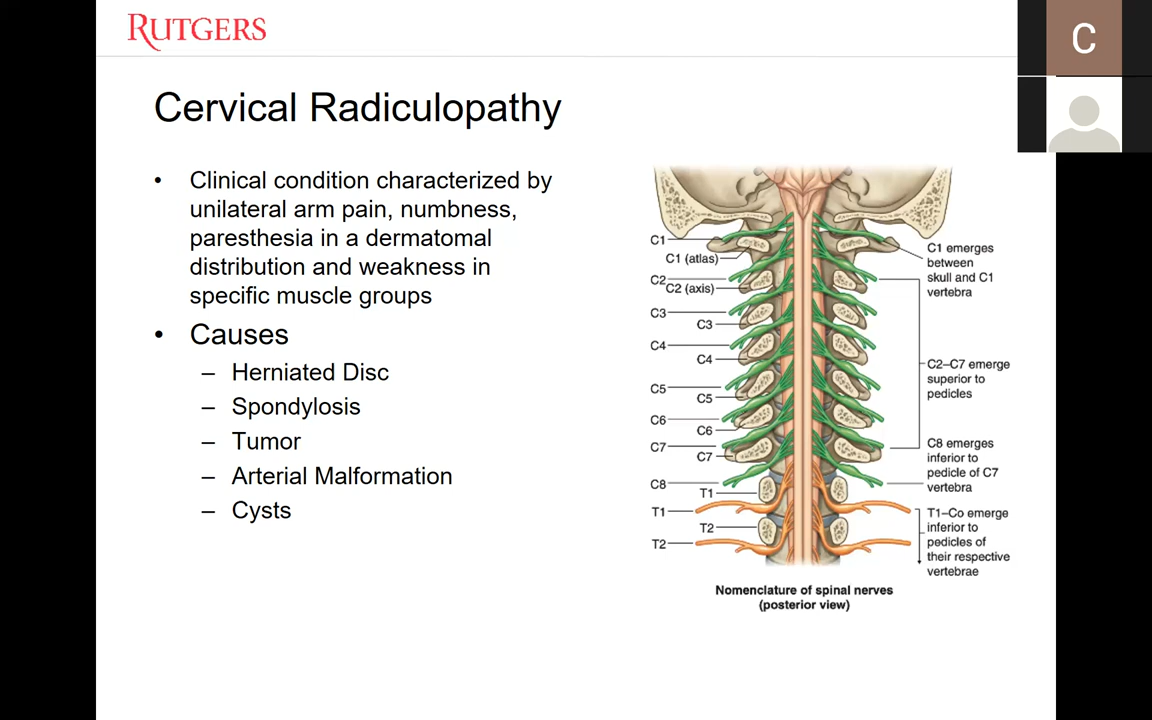 RUTGERS
C
Cervical Radiculopathy
• Clinical condition characterized by
unilateral arm pain, numbness,
paresthesia in a dermatomal
distribution and weakness in
specific muscle groups
• Causes
– Herniated Disc
– Spondylosis
– Tumor
– Arterial Malformation
– Cysts
C1
C1 (atlas)
C2
C2 (axis)
C3
C3
C4
C4
C5
C5
C6
C6
C7
C7
C8
T1
T1
T2
T2
C1 emerges
between
skull and C1
vertebra
C2–C7 emerge
superior to
pedicles
C8 emerges
inferior to
pedicle of C7
vertebra
T1–Co emerge
inferior to
pedicles of
their respective
vertebrae
Nomenclature of spinal nerves
(posterior view)